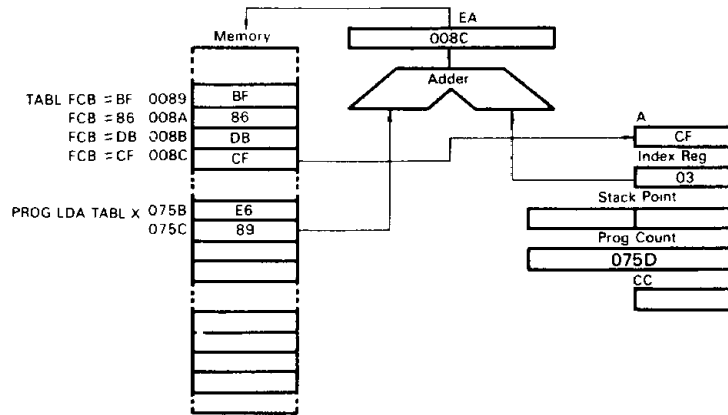 EA
Memory
008C
Adder
TABL FCB = BF 0089 BF
FCB = 86 008A 86
FCB = DB 008B DB
FCB = CF 008C CF
A
CF
Index Reg
03
Stack Point
PROG LDA TABL X 075B E6
075C 89
Prog Count
075D
CC